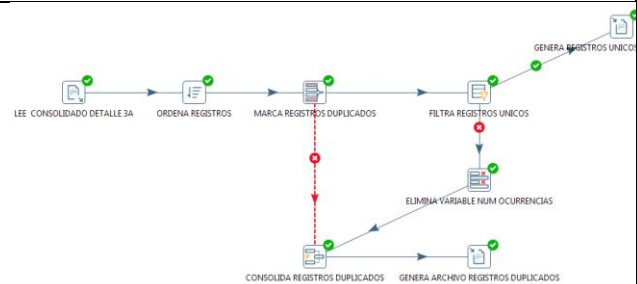 GENERA REGISTROS UNICOS
LEE CONSOLIDADO DETALLE 3A
ORDENA REGISTROS
MARCA REGISTROS DUPLICADOS
FILTRA REGISTROS UNICOS
ELIMINA VARIABLE NUM OCURRENCIAS
CONSOLIDA REGISTROS DUPLICADOS
GENERA ARCHIVO REGISTROS DUPLICADOS